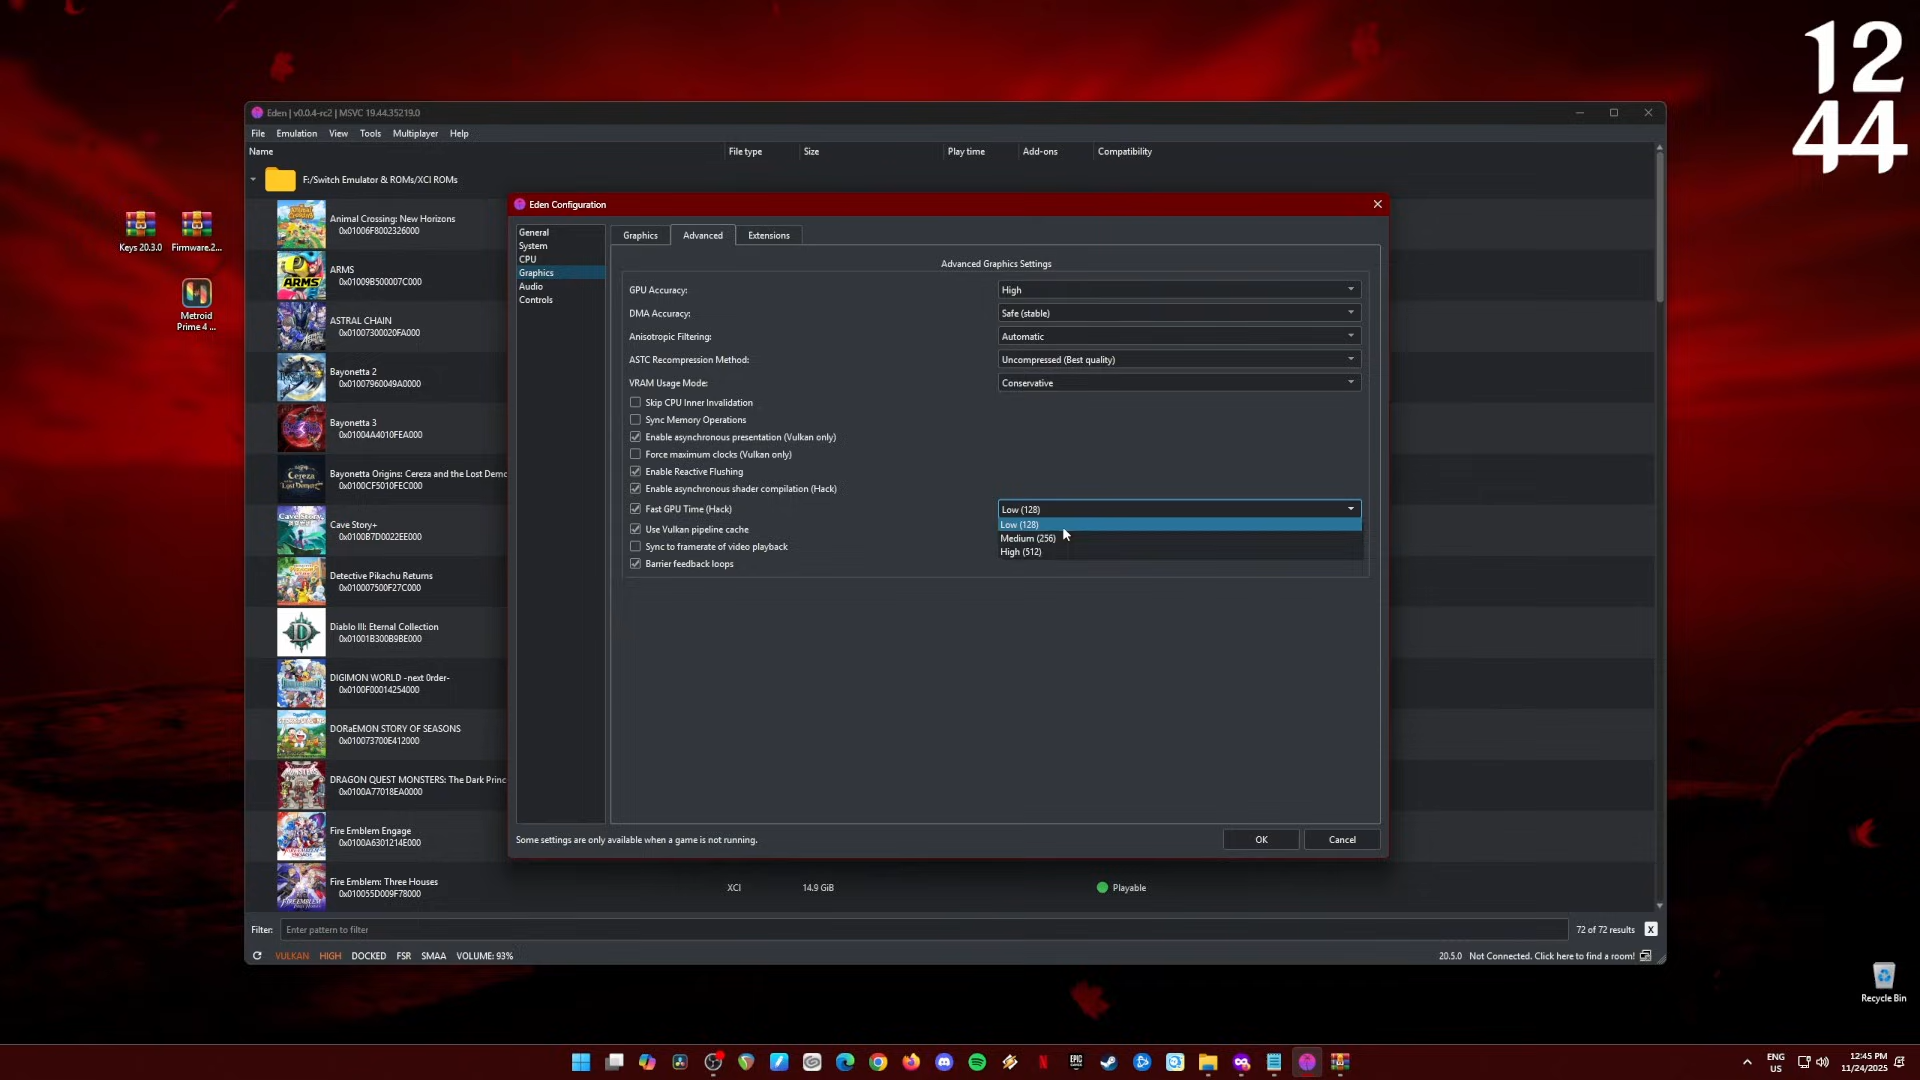 12
44
Eden | v0.0.4-rc2 | MSVC 19.44.35219.0
File Emulation View Tools Multiplayer Help
Name File type Size Play time Add-ons Compatibility
F:/Switch Emulator & ROMs/XCI ROMs
Animal Crossing: New Horizons
0x01006F8002326000
ARMS
0x01009B500007C000
ASTRAL CHAIN
0x01007300020FA000
Bayonetta 2
0x01007960049A0000
Bayonetta 3
0x01004A4010FEA000
Bayonetta Origins: Cereza and the Lost Demo
0x0100CF5010FEC000
Cave Story+
0x0100B7D0022EE000
Detective Pikachu Returns
0x010007500F27C000
Diablo III: Eternal Collection
0x01001B300B9BE000
DIGIMON WORLD -next 0rder-
0x0100F00014254000
DORaEMON STORY OF SEASONS
0x010073700E412000
DRAGON QUEST MONSTERS: The Dark Princ
0x0100A77018EA0000
Fire Emblem Engage
0x0100A6301214E000
Fire Emblem: Three Houses
0x010055D009F78000
XCI 14.9 GiB Playable
Keys 20.3.0 Firmware.2...
Metroid
Prime 4 ...
Eden Configuration
General
System
CPU
Graphics
Audio
Controls
Graphics Advanced Extensions
Advanced Graphics Settings
GPU Accuracy: High
DMA Accuracy: Safe (stable)
Anisotropic Filtering: Automatic
ASTC Recompression Method: Uncompressed (Best quality)
VRAM Usage Mode: Conservative
Skip CPU Inner Invalidation
Sync Memory Operations
Enable asynchronous presentation (Vulkan only)
Force maximum clocks (Vulkan only)
Enable Reactive Flushing
Enable asynchronous shader compilation (Hack)
Fast GPU Time (Hack) Low (128)
Low (128)
Medium (256)
High (512)
Use Vulkan pipeline cache
Sync to framerate of video playback
Barrier feedback loops
Some settings are only available when a game is not running.
OK Cancel
Filter: Enter pattern to filter 72 of 72 results X
VULKAN HIGH DOCKED FSR SMAA VOLUME: 93% 20.5.0 Not Connected. Click here to find a room!
Recycle Bin
ENG
US
12:45 PM
11/24/2025